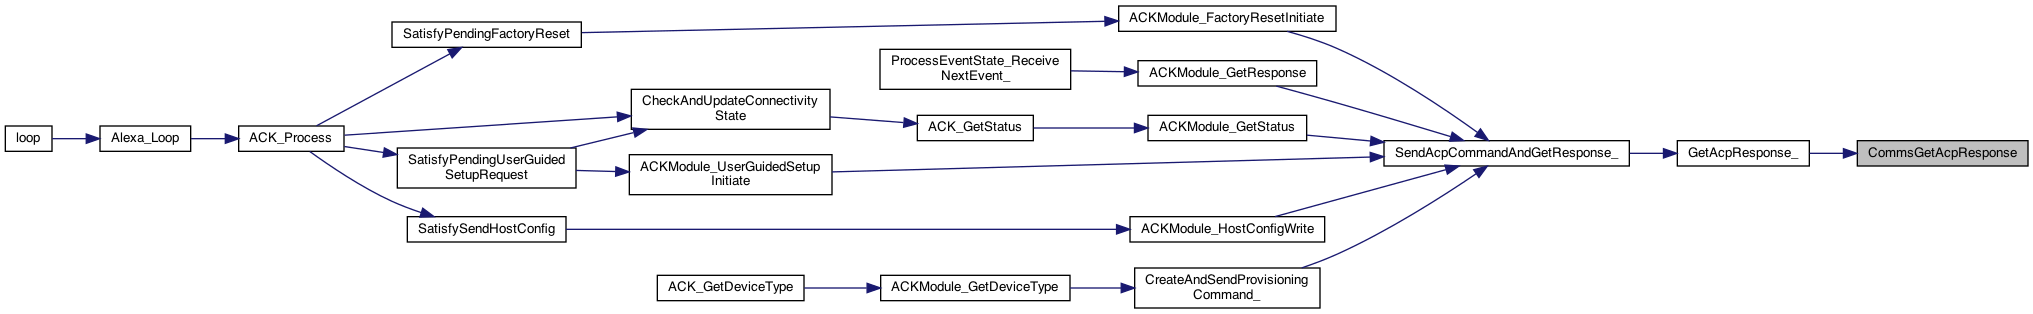 ACKModule_FactoryResetInitiate
SatisfyPendingFactoryReset
ProcessEventState_Receive
NextEvent_
ACKModule_GetResponse
CheckAndUpdateConnectivity
State
ACK_GetStatus
ACKModule_GetStatus
loop
Alexa_Loop
ACK_Process
SendAcpCommandAndGetResponse_
GetAcpResponse_
CommsGetAcpResponse
SatisfyPendingUserGuided
SetupRequest
ACKModule_UserGuidedSetup
Initiate
SatisfySendHostConfig
ACKModule_HostConfigWrite
ACK_GetDeviceType
ACKModule_GetDeviceType
CreateAndSendProvisioning
Command_